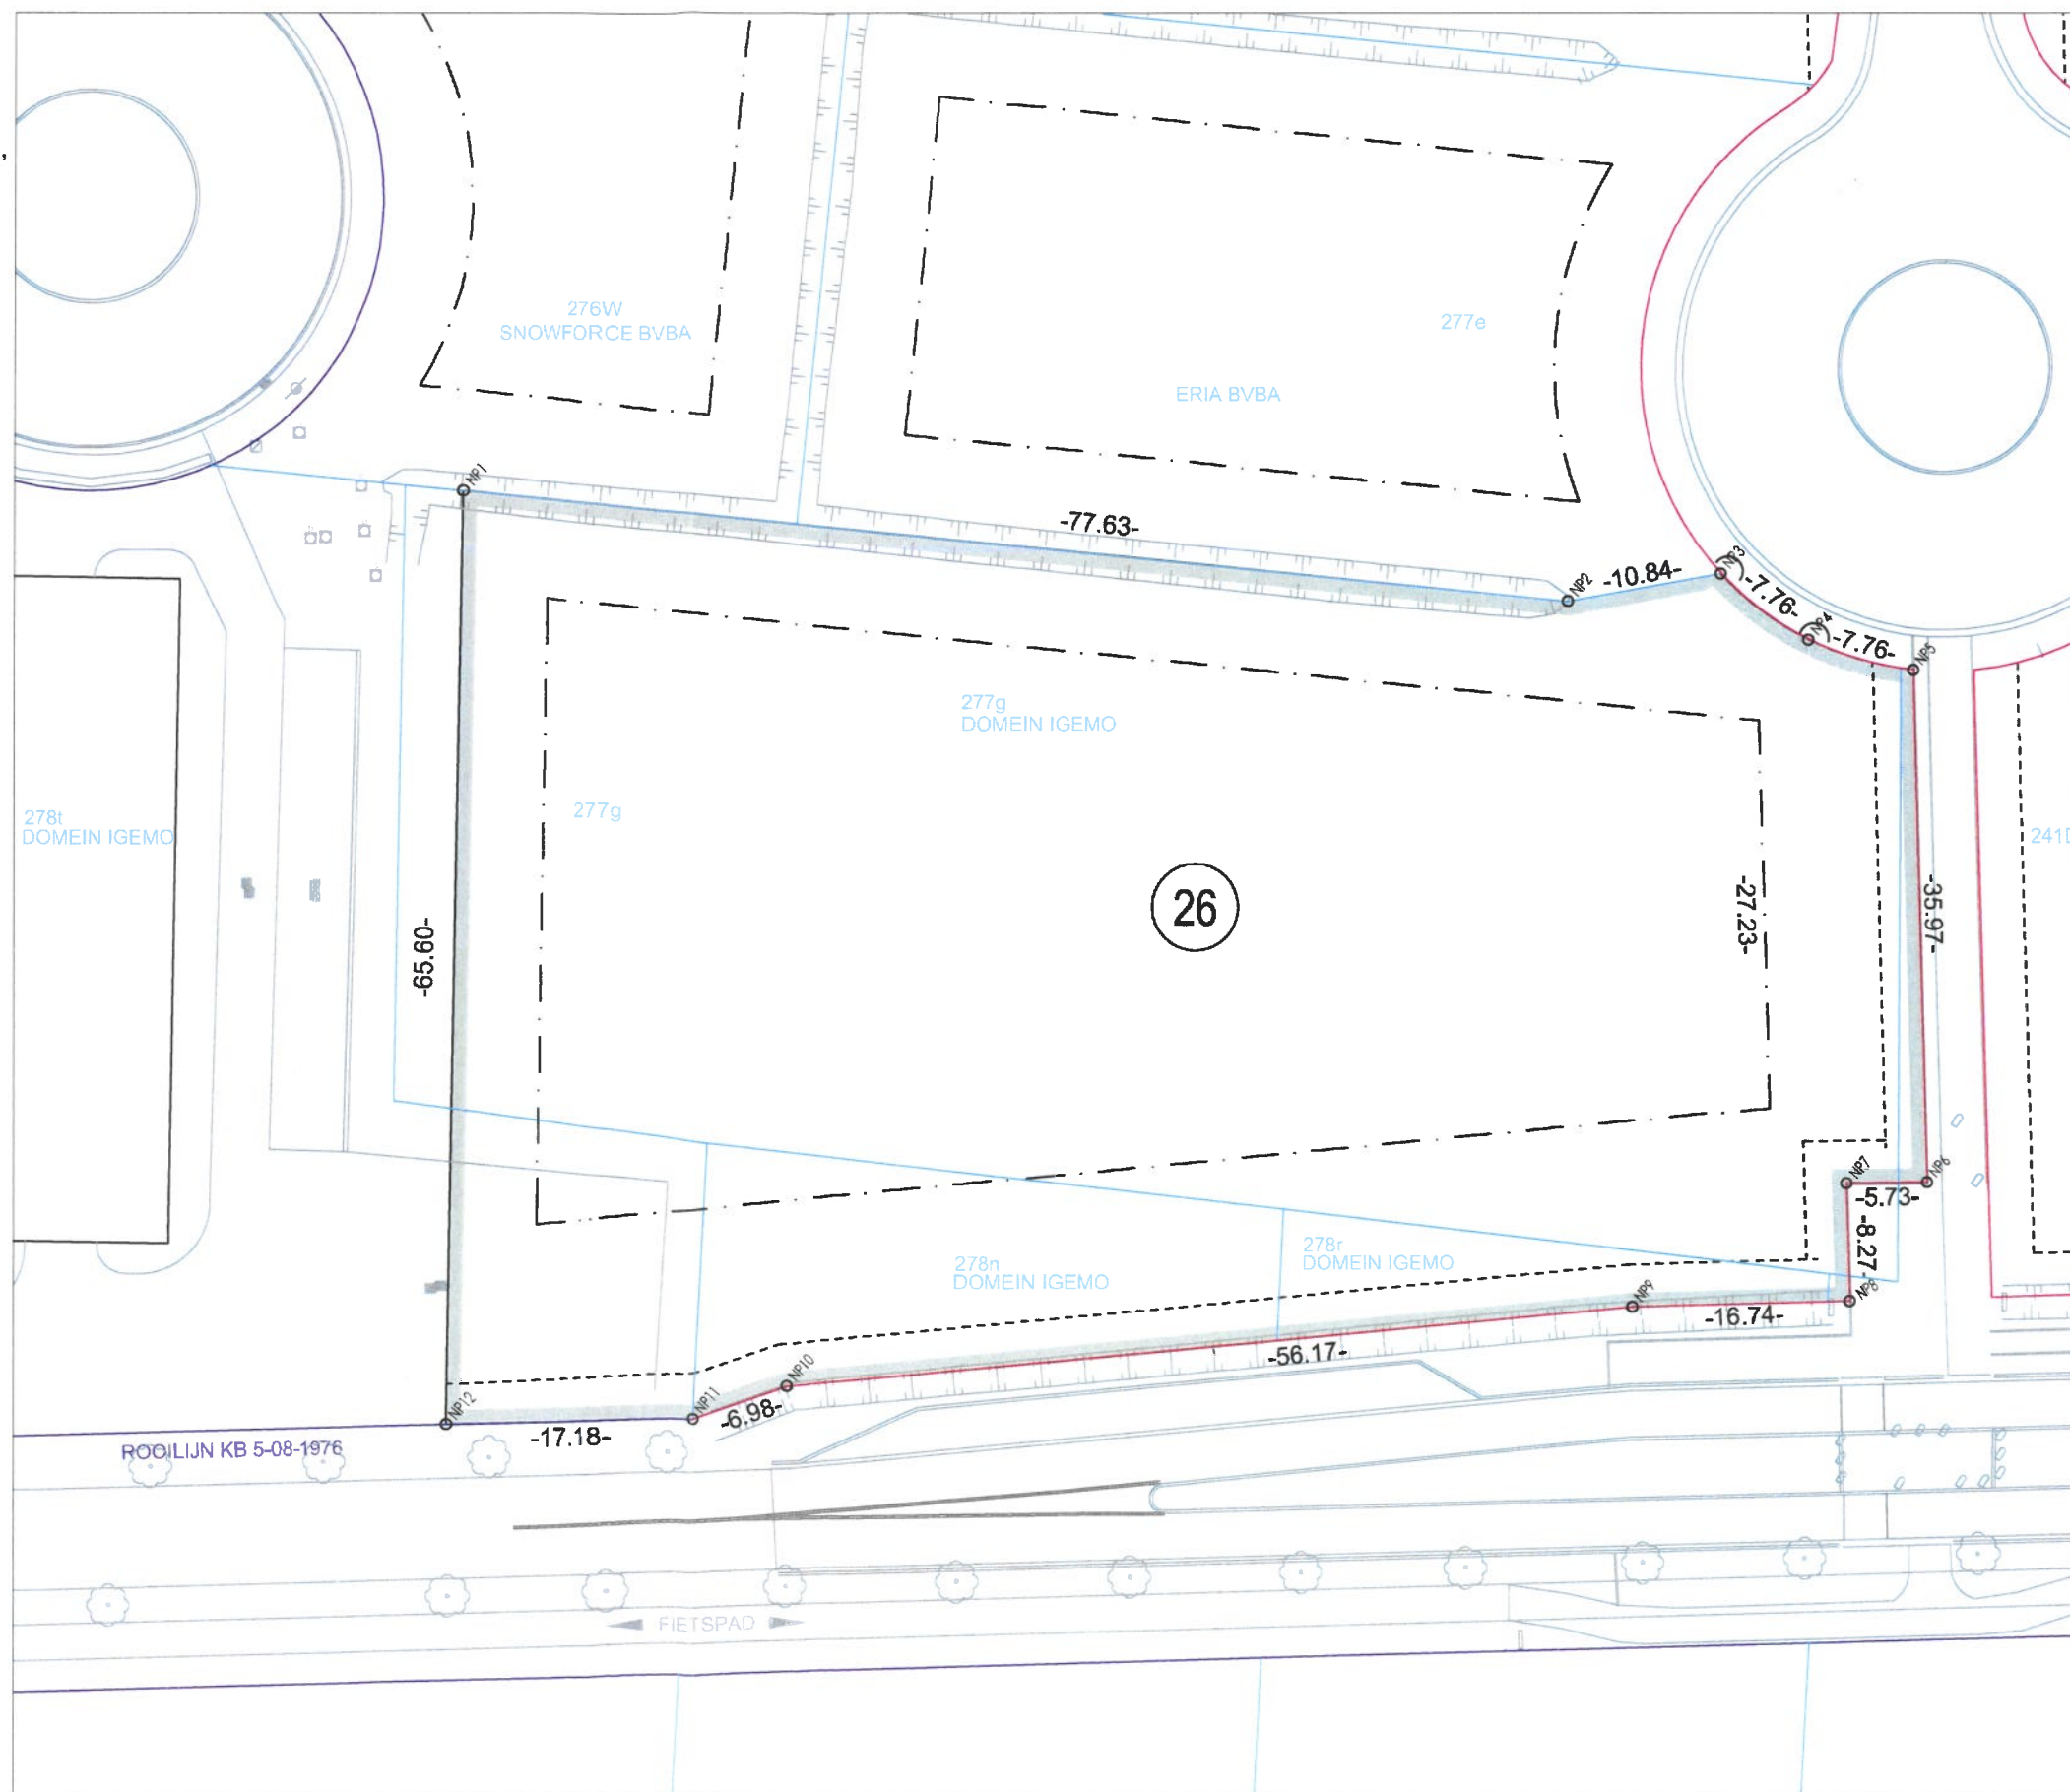 276W
SNOWFORCE BVBA
277e
ERIA BVBA
NP1
-77.63-
NP2
-10.84-
NP3
-7.76-
NP4
-7.76-
NP5
277g
DOMEIN IGEMO
277g
278t
DOMEIN IGEMO
241D
26
-27.23-
-35.97-
-65.60-
NP7
NP6
-5.73-
-8.27-
278n
DOMEIN IGEMO
278r
DOMEIN IGEMO
NP9
NP8
-16.74-
-56.17-
NP10
NP11
-6.98-
NP12
-17.18-
ROOILIJN KB 5-08-1976
FIETSPAD